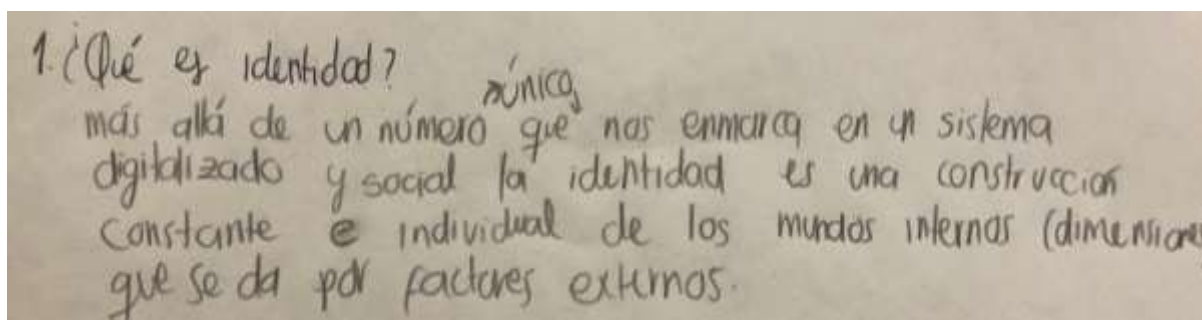 1. ¿Qué es identidad?
única
más allá de un número que nos enmarca en un sistema
digitalizado y social la identidad es una construcción
constante e individual de los mundos internos (dimensiones
que se da por factores externos.